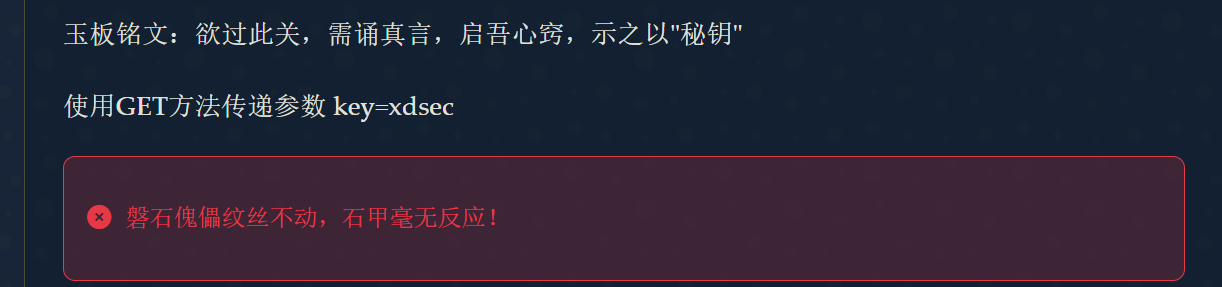 玉板铭文：欲过此关，需诵真言，启吾心窍，示之以"秘钥"
使用GET方法传递参数 key=xdsec
磐石傀儡纹丝不动，石甲毫无反应！